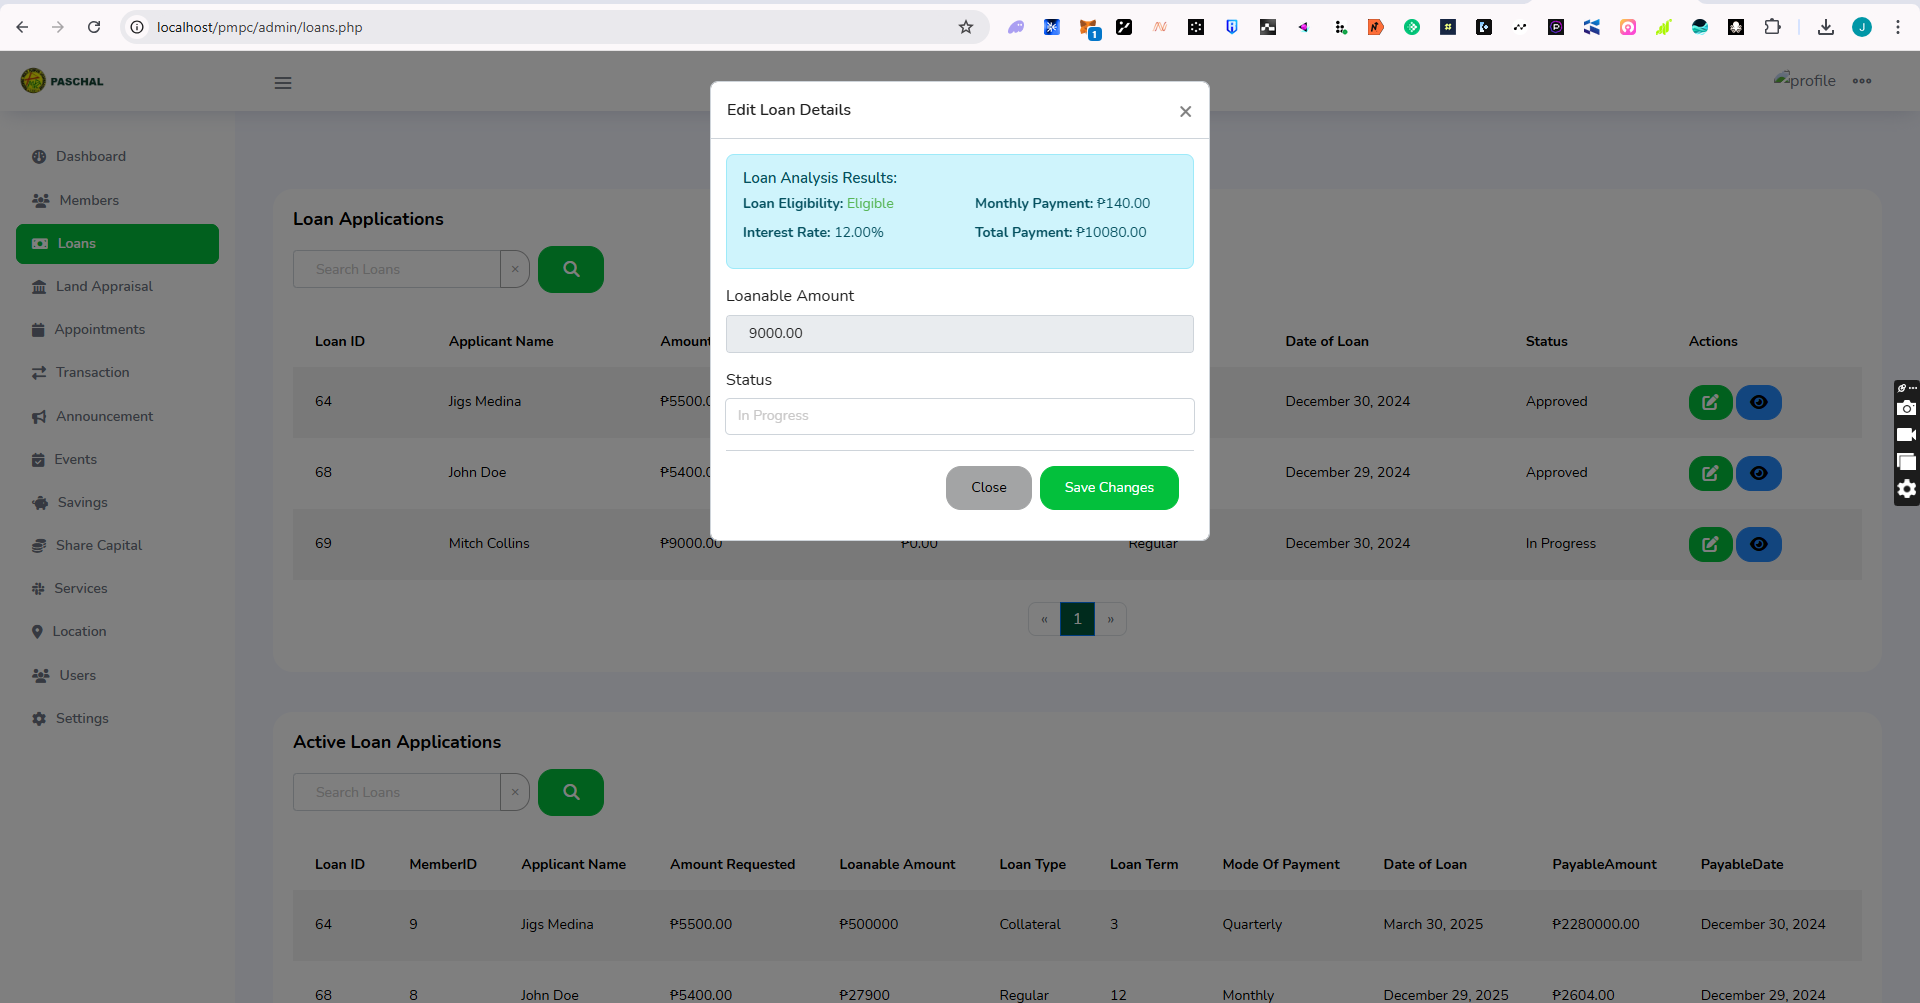 localhost/pmpc/admin/loans.php
1
J
PASCHAL
profile
Dashboard
Members
Loans
Land Appraisal
Appointments
Transaction
Announcement
Events
Savings
Share Capital
Services
Location
Users
Settings
Edit Loan Details
×
Loan Analysis Results:
Loan Eligibility: Eligible
Monthly Payment: ₱140.00
Interest Rate: 12.00%
Total Payment: ₱10080.00
Loanable Amount
9000.00
Status
In Progress
Close
Save Changes
Loan Applications
Search Loans
×
Loan ID Applicant Name Amount Date of Loan Status Actions
64 Jigs Medina ₱5500.0 December 30, 2024 Approved
68 John Doe ₱5400.0 December 29, 2024 Approved
69 Mitch Collins ₱9000.00 ₱0.00 Regular December 30, 2024 In Progress
« 1 »
Active Loan Applications
Search Loans
×
Loan ID MemberID Applicant Name Amount Requested Loanable Amount Loan Type Loan Term Mode Of Payment Date of Loan PayableAmount PayableDate
64 9 Jigs Medina ₱5500.00 ₱500000 Collateral 3 Quarterly March 30, 2025 ₱2280000.00 December 30, 2024
68 8 John Doe ₱5400.00 ₱27900 Regular 12 Monthly December 29, 2025 ₱2604.00 December 29, 2024